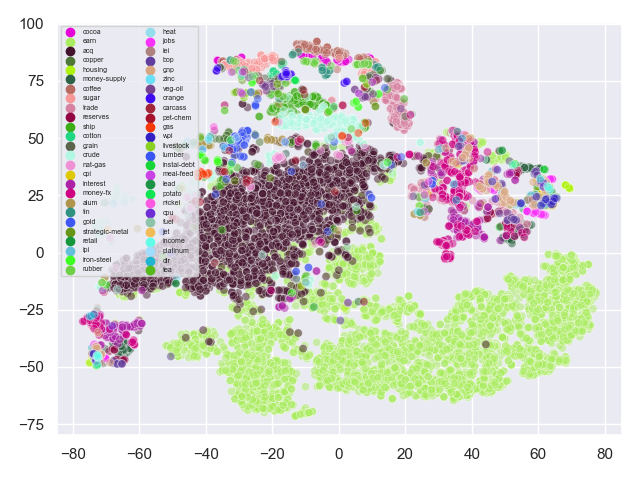 cocoa
earn
acq
copper
housing
money-supply
coffee
sugar
trade
reserves
ship
cotton
grain
crude
nat-gas
cpi
interest
money-fx
alum
tin
gold
strategic-metal
retail
ipi
iron-steel
rubber
heat
jobs
lei
bop
gnp
zinc
veg-oil
orange
carcass
pet-chem
gas
wpi
livestock
lumber
instal-debt
meal-feed
lead
potato
nickel
cpu
fuel
jet
income
platinum
dlr
tea
100
75
50
25
0
−25
−50
−75
−80 −60 −40 −20 0 20 40 60 80